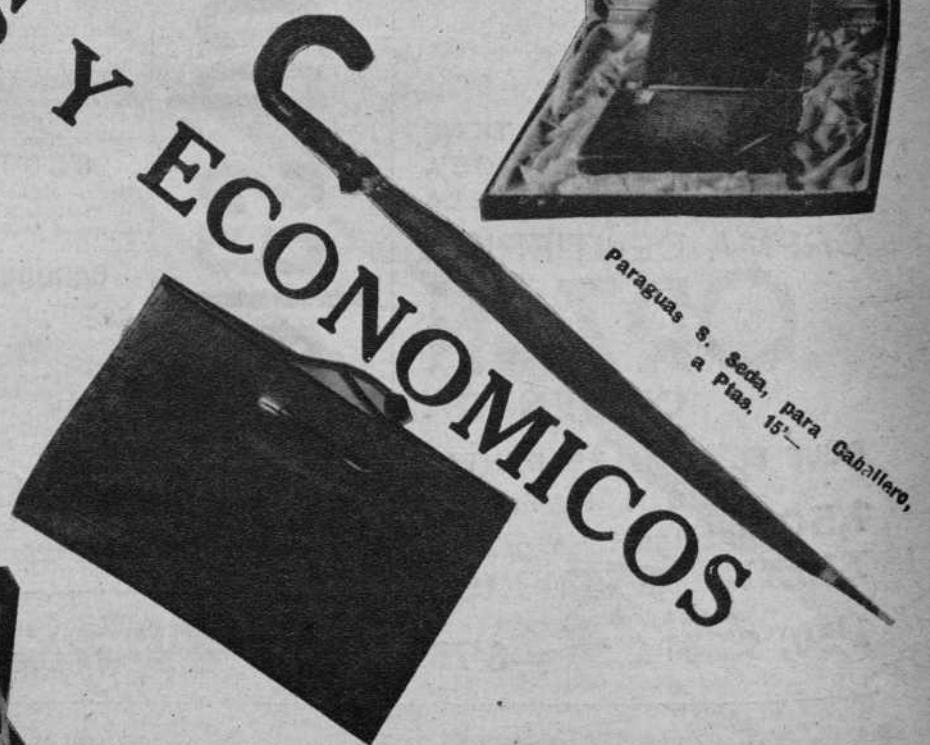 Y ECONOMICOS
Paraguas S. Seda, para Caballero,
a Ptas. 15'—